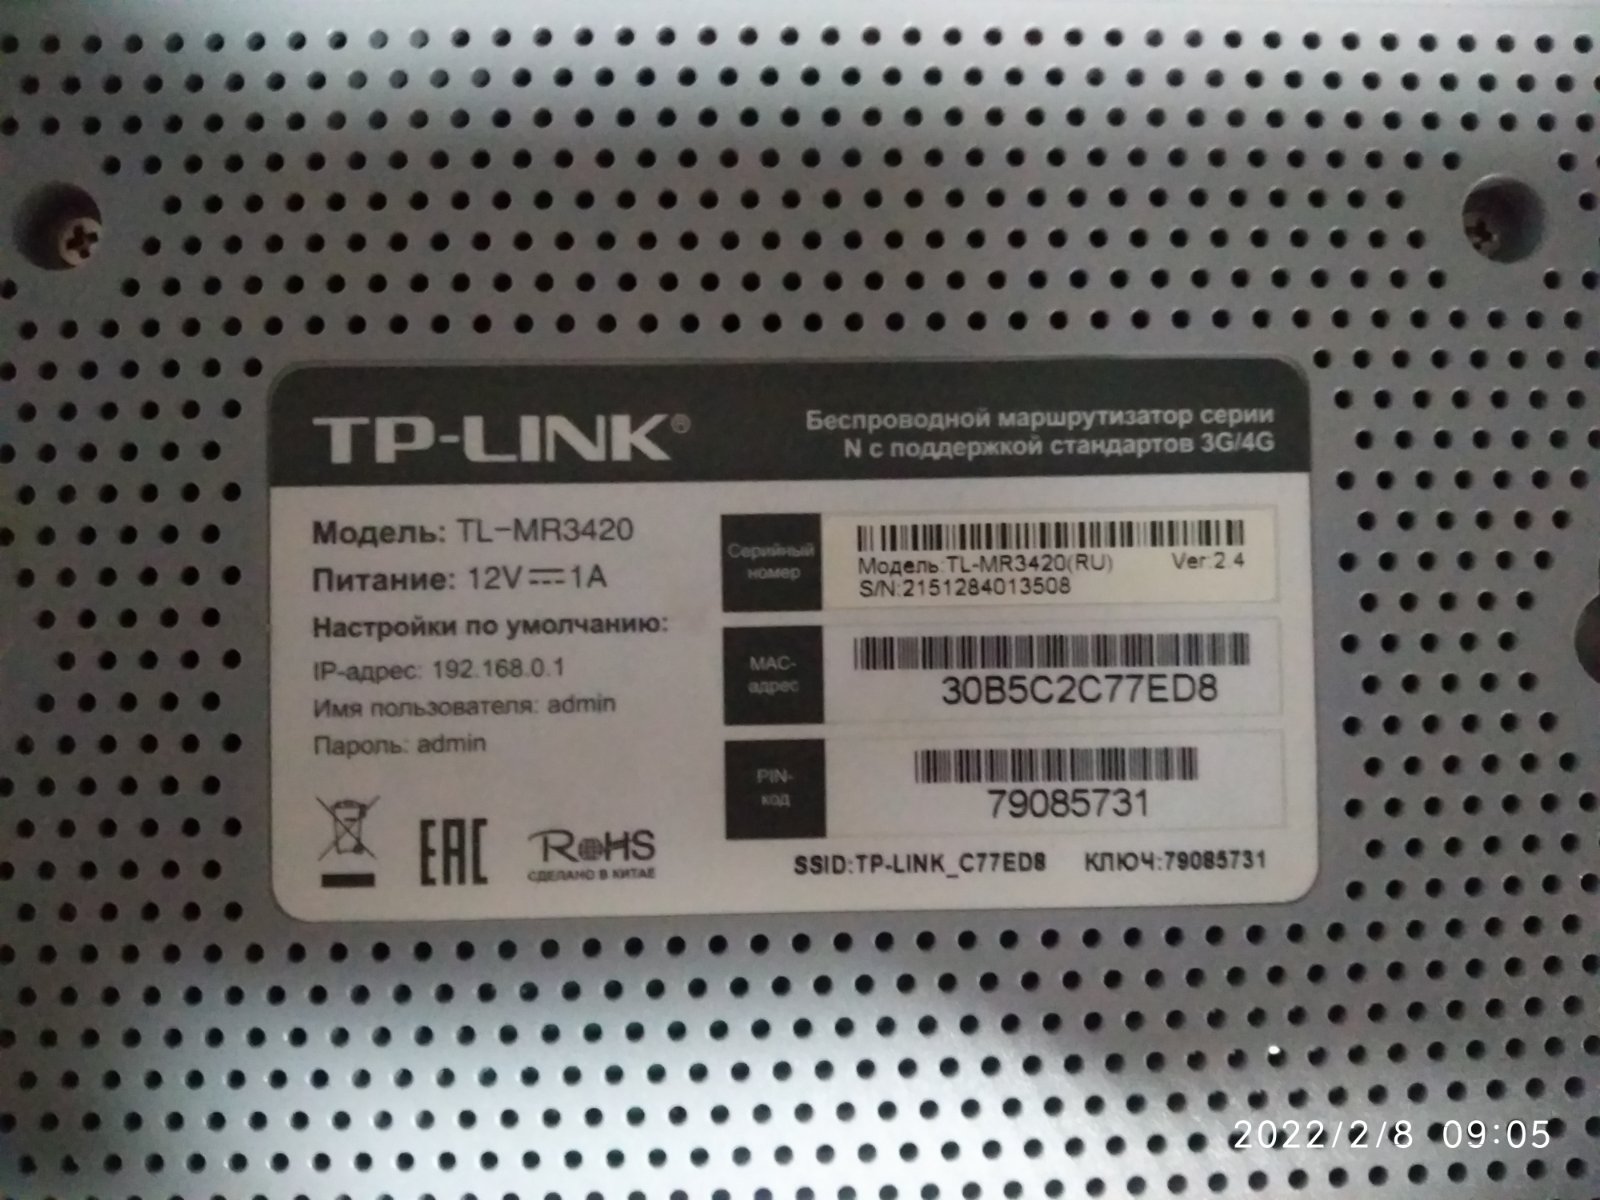 TP-LINK®
Беспроводной маршрутизатор серии
N с поддержкой стандартов 3G/4G
Модель: TL-MR3420
Питание: 12V 1A
Настройки по умолчанию:
IP-адрес: 192.168.0.1
Имя пользователя: admin
Пароль: admin
EAC
RoHS
СДЕЛАНО В КИТАЕ
Серийный
номер
Модель:TL-MR3420(RU) Ver:2.4
S/N:2151284013508
MAC-
адрес
30B5C2C77ED8
PIN-
код
79085731
SSID:TP-LINK_C77ED8 КЛЮЧ:79085731
2022/2/8 09:05